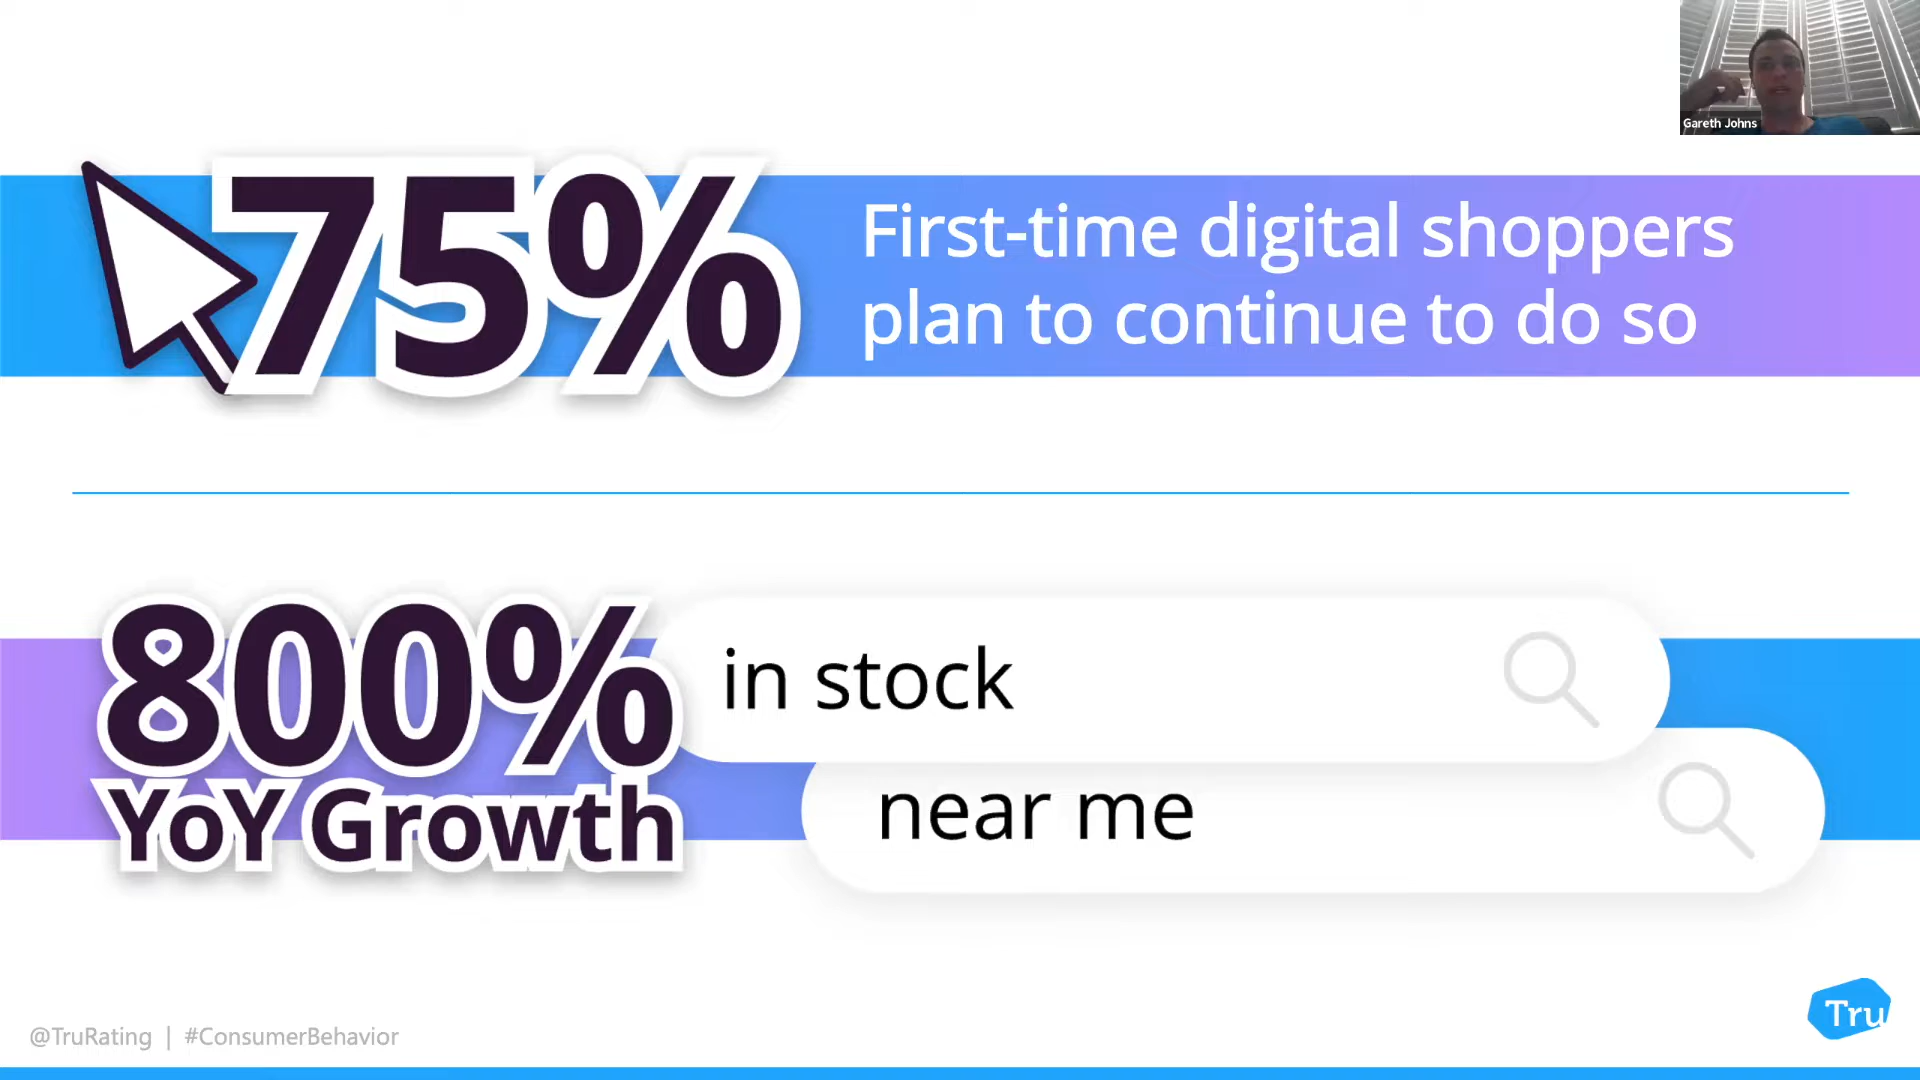 Gareth Johns
75%
First-time digital shoppers
plan to continue to do so
800%
YoY Growth
in stock
near me
@TruRating | #ConsumerBehavior
Tru